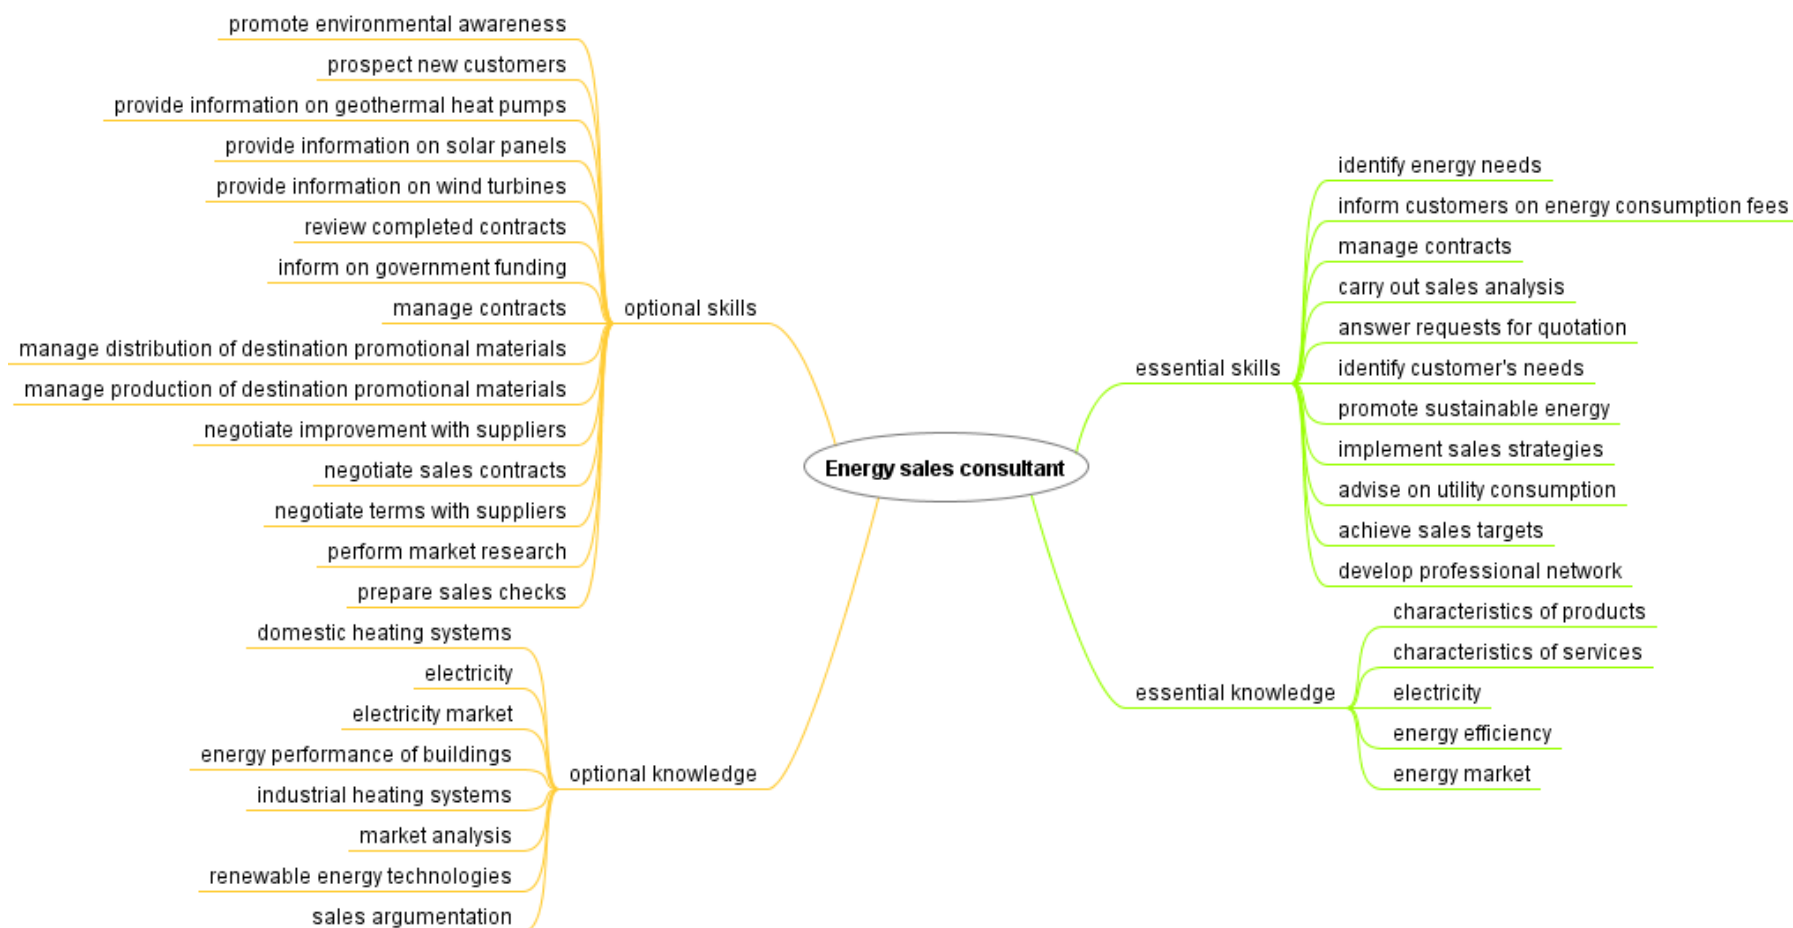 promote environmental awareness
prospect new customers
provide information on geothermal heat pumps
provide information on solar panels
provide information on wind turbines
review completed contracts
inform on government funding
manage contracts
manage distribution of destination promotional materials
manage production of destination promotional materials
negotiate improvement with suppliers
negotiate sales contracts
negotiate terms with suppliers
perform market research
prepare sales checks
optional skills
domestic heating systems
electricity
electricity market
energy performance of buildings
industrial heating systems
market analysis
renewable energy technologies
sales argumentation
optional knowledge
Energy sales consultant
essential skills
identify energy needs
inform customers on energy consumption fees
manage contracts
carry out sales analysis
answer requests for quotation
identify customer's needs
promote sustainable energy
implement sales strategies
advise on utility consumption
achieve sales targets
develop professional network
essential knowledge
characteristics of products
characteristics of services
electricity
energy efficiency
energy market